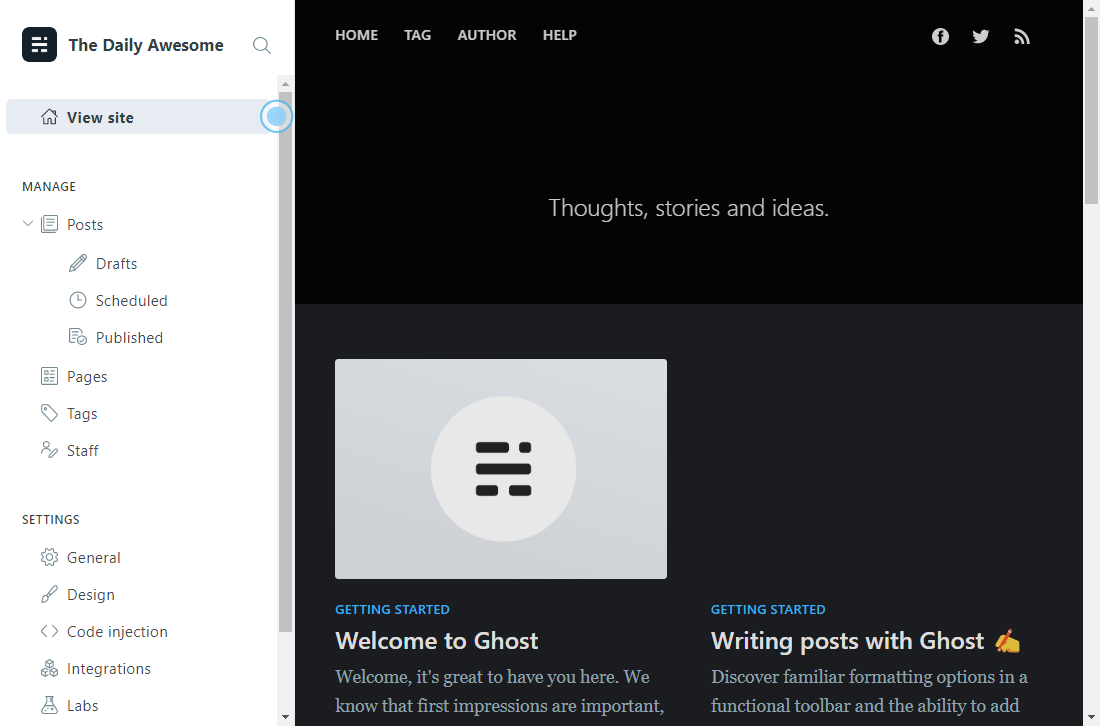 The Daily Awesome
View site
MANAGE
Posts
Drafts
Scheduled
Published
Pages
Tags
Staff
SETTINGS
General
Design
Code injection
Integrations
Labs
HOME TAG AUTHOR HELP
Thoughts, stories and ideas.
GETTING STARTED
Welcome to Ghost
Welcome, it's great to have you here. We
know that first impressions are important,
GETTING STARTED
Writing posts with Ghost ✍️
Discover familiar formatting options in a
functional toolbar and the ability to add